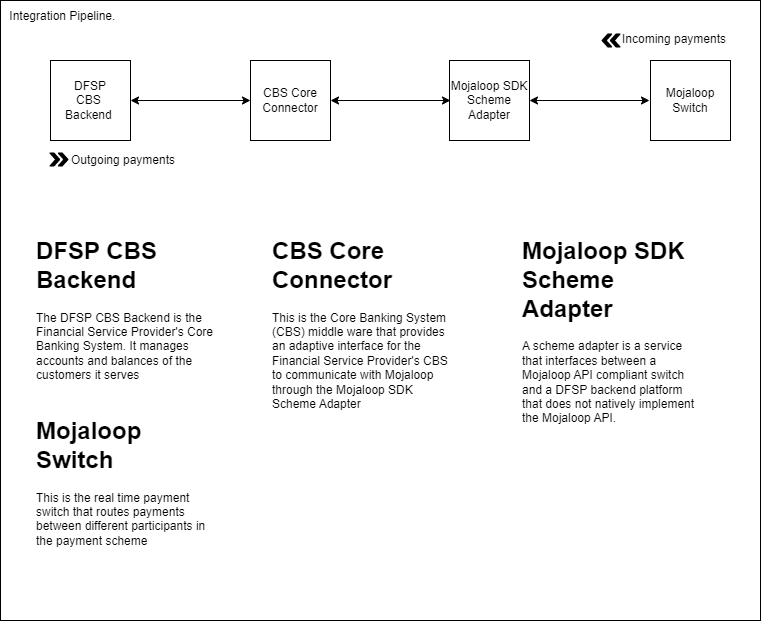 Integration Pipeline.
Incoming payments
DFSP
CBS
Backend
CBS Core
Connector
Mojaloop SDK
Scheme
Adapter
Mojaloop
Switch
Outgoing payments
DFSP CBS
Backend
The DFSP CBS Backend is the
Financial Service Provider's Core
Banking System. It manages
accounts and balances of the
customers it serves
CBS Core
Connector
This is the Core Banking System
(CBS) middle ware that provides
an adaptive interface for the
Financial Service Provider's CBS
to communicate with Mojaloop
through the Mojaloop SDK
Scheme Adapter
Mojaloop SDK
Scheme
Adapter
A scheme adapter is a service
that interfaces between a
Mojaloop API compliant switch
and a DFSP backend platform
that does not natively implement
the Mojaloop API.
Mojaloop
Switch
This is the real time payment
switch that routes payments
between different participants in
the payment scheme